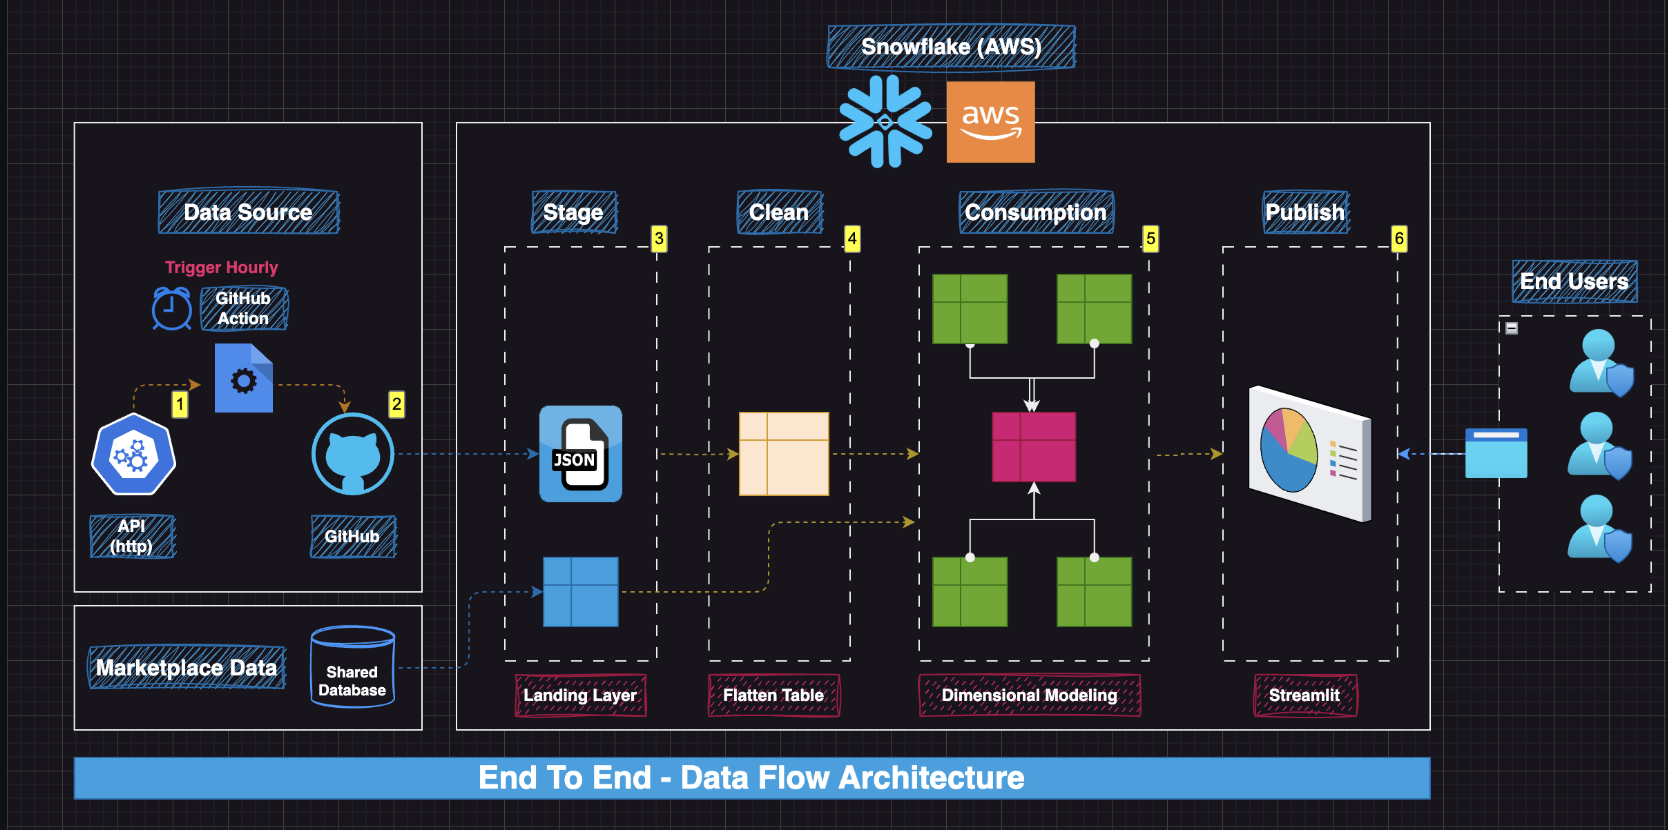 Snowflake (AWS)
aws
Data Source
Trigger Hourly
GitHub
Action
1
2
API
(http)
GitHub
Marketplace Data
Shared
Database
Stage
3
JSON
Landing Layer
Clean
4
Flatten Table
Consumption
5
Dimensional Modeling
Publish
6
Streamlit
End Users
End To End - Data Flow Architecture